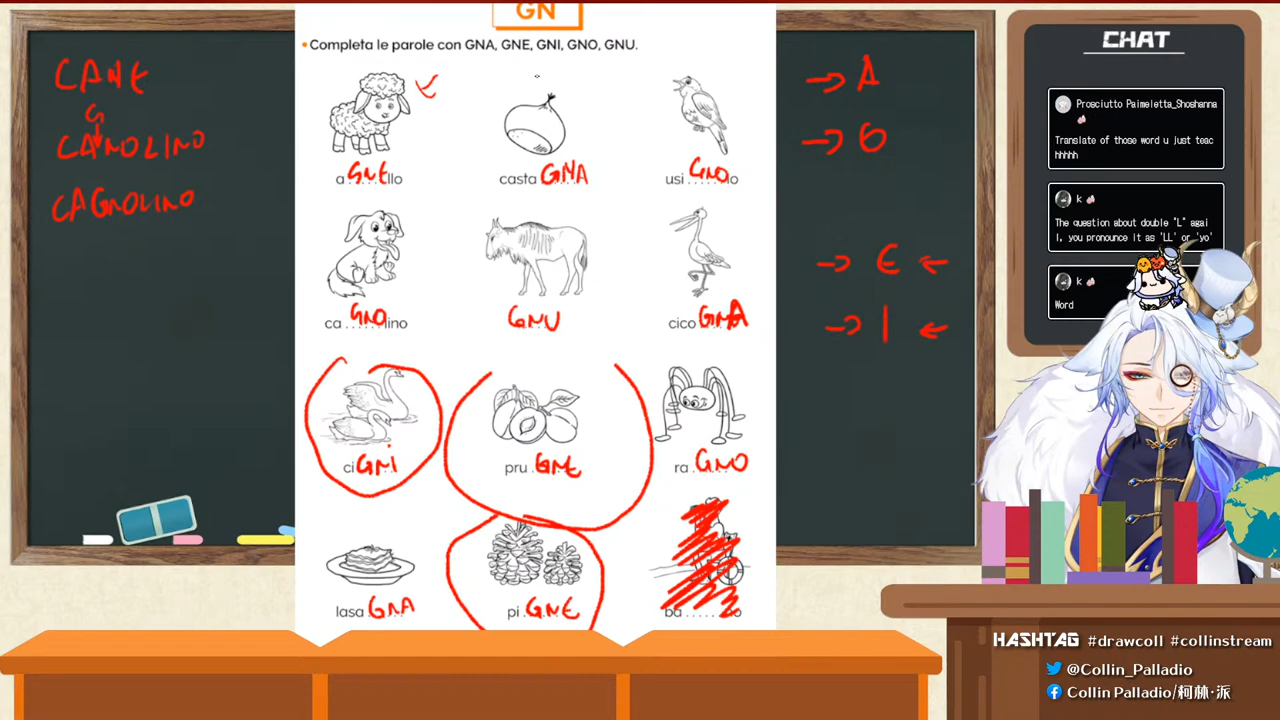 GN
• Completa le parole con GNA, GNE, GNI, GNO, GNU.
a GNE llo
casta GNA
usi GNO lo
ca GNO lino
GNU
cico GNA
ci GNi
pru GNE
ra GNO
lasa GNA
pi GNE
CANE
G
CANOLINO
CAGNOLINO
→ A
→ O
→ E ←
→ I ←
CHAT
Prosciutto Paimeletta_Shoshanna
Translate of those word u just teac
hhhhh
k
The question about double "L" agai
l, you pronounce it as 'LL' or 'yo'
k
Word
HASHTAG #drawcoll #collinstream
@Collin_Palladio
Collin Palladio/柯林·派